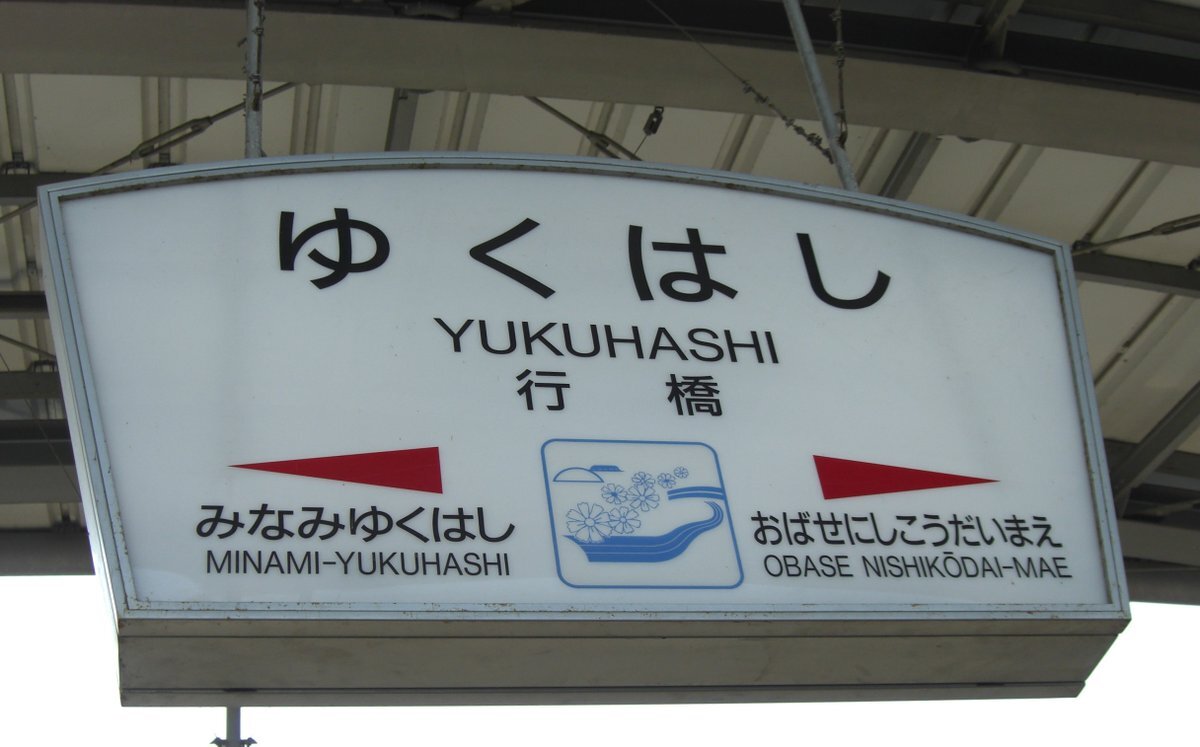 ゆくはし
YUKUHASHI
行橋
みなみゆくはし
MINAMI-YUKUHASHI
おばせにしこうだいまえ
OBASE NISHIKŌDAI-MAE